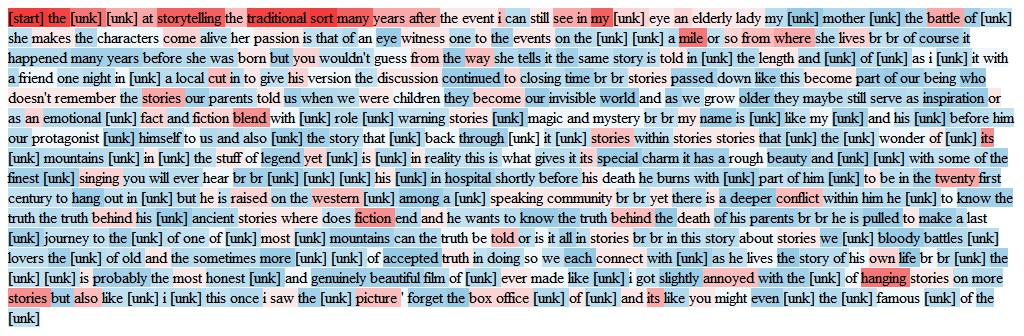 [start] the [unk] [unk] at storytelling the traditional sort many years after the event i can still see in my [unk] eye an elderly lady my [unk] mother [unk] the battle of [unk]
she makes the characters come alive her passion is that of an eye witness one to the events on the [unk] [unk] a mile or so from where she lives br br of course it
happened many years before she was born but you wouldn't guess from the way she tells it the same story is told in [unk] the length and [unk] of [unk] as i [unk] it with
a friend one night in [unk] a local cut in to give his version the discussion continued to closing time br br stories passed down like this become part of our being who
doesn't remember the stories our parents told us when we were children they become our invisible world and as we grow older they maybe still serve as inspiration or
as an emotional [unk] fact and fiction blend with [unk] role [unk] warning stories [unk] magic and mystery br br my name is [unk] like my [unk] and his [unk] before him
our protagonist [unk] himself to us and also [unk] the story that [unk] back through [unk] it [unk] stories within stories stories that [unk] the [unk] wonder of [unk] its
[unk] mountains [unk] in [unk] the stuff of legend yet [unk] is [unk] in reality this is what gives it its special charm it has a rough beauty and [unk] [unk] with some of the
finest [unk] singing you will ever hear br br [unk] [unk] [unk] his [unk] in hospital shortly before his death he burns with [unk] part of him [unk] to be in the twenty first
century to hang out in [unk] but he is raised on the western [unk] among a [unk] speaking community br br yet there is a deeper conflict within him he [unk] to know the
truth the truth behind his [unk] ancient stories where does fiction end and he wants to know the truth behind the death of his parents br br he is pulled to make a last
[unk] journey to the [unk] of one of [unk] most [unk] mountains can the truth be told or is it all in stories br br in this story about stories we [unk] bloody battles [unk]
lovers the [unk] of old and the sometimes more [unk] [unk] of accepted truth in doing so we each connect with [unk] as he lives the story of his own life br br [unk] the
[unk] [unk] is probably the most honest [unk] and genuinely beautiful film of [unk] ever made like [unk] i got slightly annoyed with the [unk] of hanging stories on more
stories but also like [unk] i [unk] this once i saw the [unk] picture ' forget the box office [unk] of [unk] and its like you might even [unk] the [unk] famous [unk] of the
[unk]